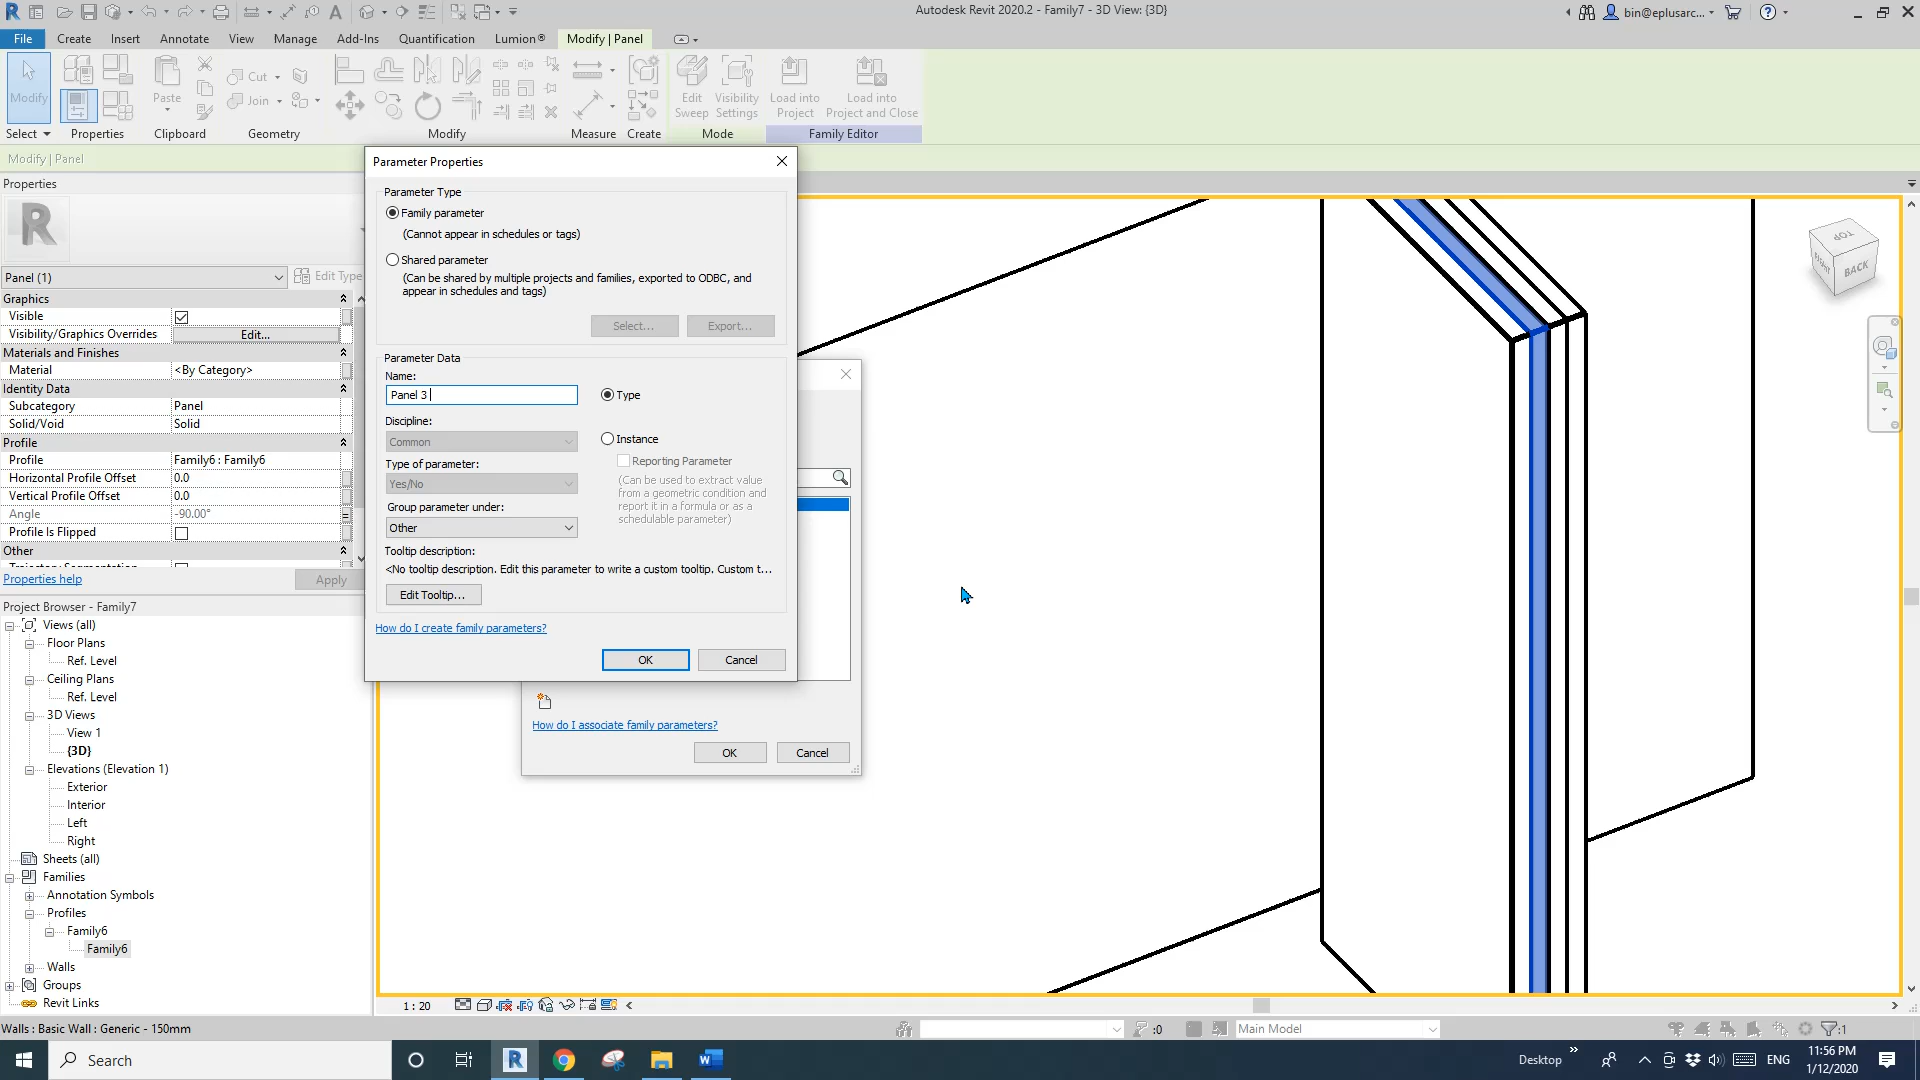 Autodesk Revit 2020.2 - Family7 - 3D View: {3D}
bin@eplusarc...
File Create Insert Annotate View Manage Add-Ins Quantification Lumion® Modify | Panel
Modify
Paste
Cut
Join
Edit Sweep
Visibility Settings
Load into Project
Load into Project and Close
Select Properties Clipboard Geometry Modify Measure Create Mode Family Editor
Modify | Panel
Properties
R
Panel (1)
Edit Type
Graphics
Visible
Visibility/Graphics Overrides Edit...
Materials and Finishes
Material <By Category>
Identity Data
Subcategory Panel
Solid/Void Solid
Profile
Profile Family6 : Family6
Horizontal Profile Offset 0.0
Vertical Profile Offset 0.0
Angle -90.00°
Profile Is Flipped
Other
Properties help
Apply
Project Browser - Family7
Views (all)
Floor Plans
Ref. Level
Ceiling Plans
Ref. Level
3D Views
View 1
{3D}
Elevations (Elevation 1)
Exterior
Interior
Left
Right
Sheets (all)
Families
Annotation Symbols
Profiles
Family6
Family6
Walls
Groups
Revit Links
Parameter Properties
Parameter Type
Family parameter
(Cannot appear in schedules or tags)
Shared parameter
(Can be shared by multiple projects and families, exported to ODBC, and
appear in schedules and tags)
Select... Export...
Parameter Data
Name:
Panel 3
Type
Discipline:
Common
Instance
Type of parameter:
Reporting Parameter
Yes/No
(Can be used to extract value
from a geometric condition and
report it in a formula or as a
schedulable parameter)
Group parameter under:
Other
Tooltip description:
<No tooltip description. Edit this parameter to write a custom tooltip. Custom t...
Edit Tooltip...
How do I create family parameters?
OK Cancel
How do I associate family parameters?
OK Cancel
TOP
BACK
1 : 20
Walls : Basic Wall : Generic - 150mm
:0
Main Model
:1
Search
Desktop
ENG
11:56 PM
1/12/2020